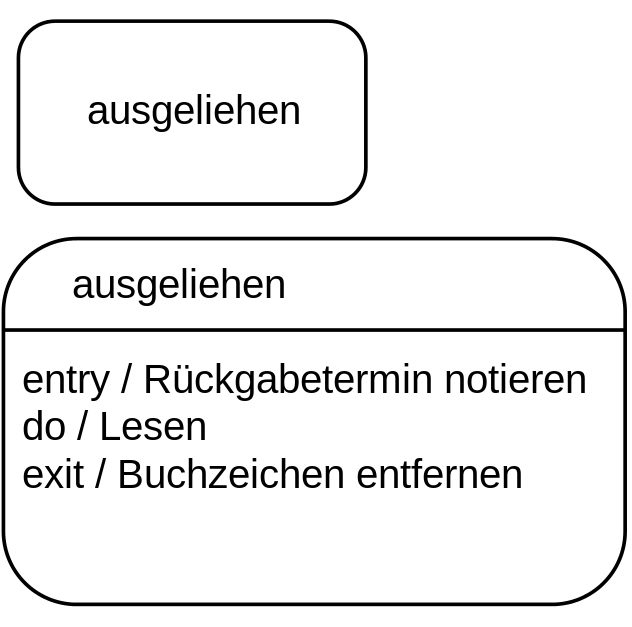 ausgeliehen
ausgeliehen
entry / Rückgabetermin notieren
do / Lesen
exit / Buchzeichen entfernen